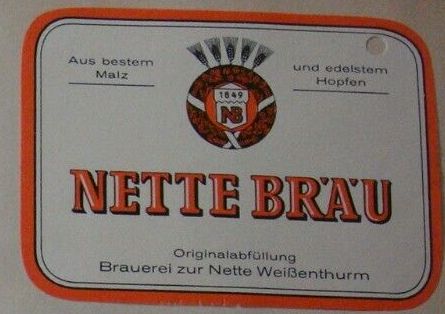 Aus bestem
Malz
und edelstem
Hopfen
1849
NB
NETTE BRÄU
Originalabfüllung
Brauerei zur Nette Weißenthurm